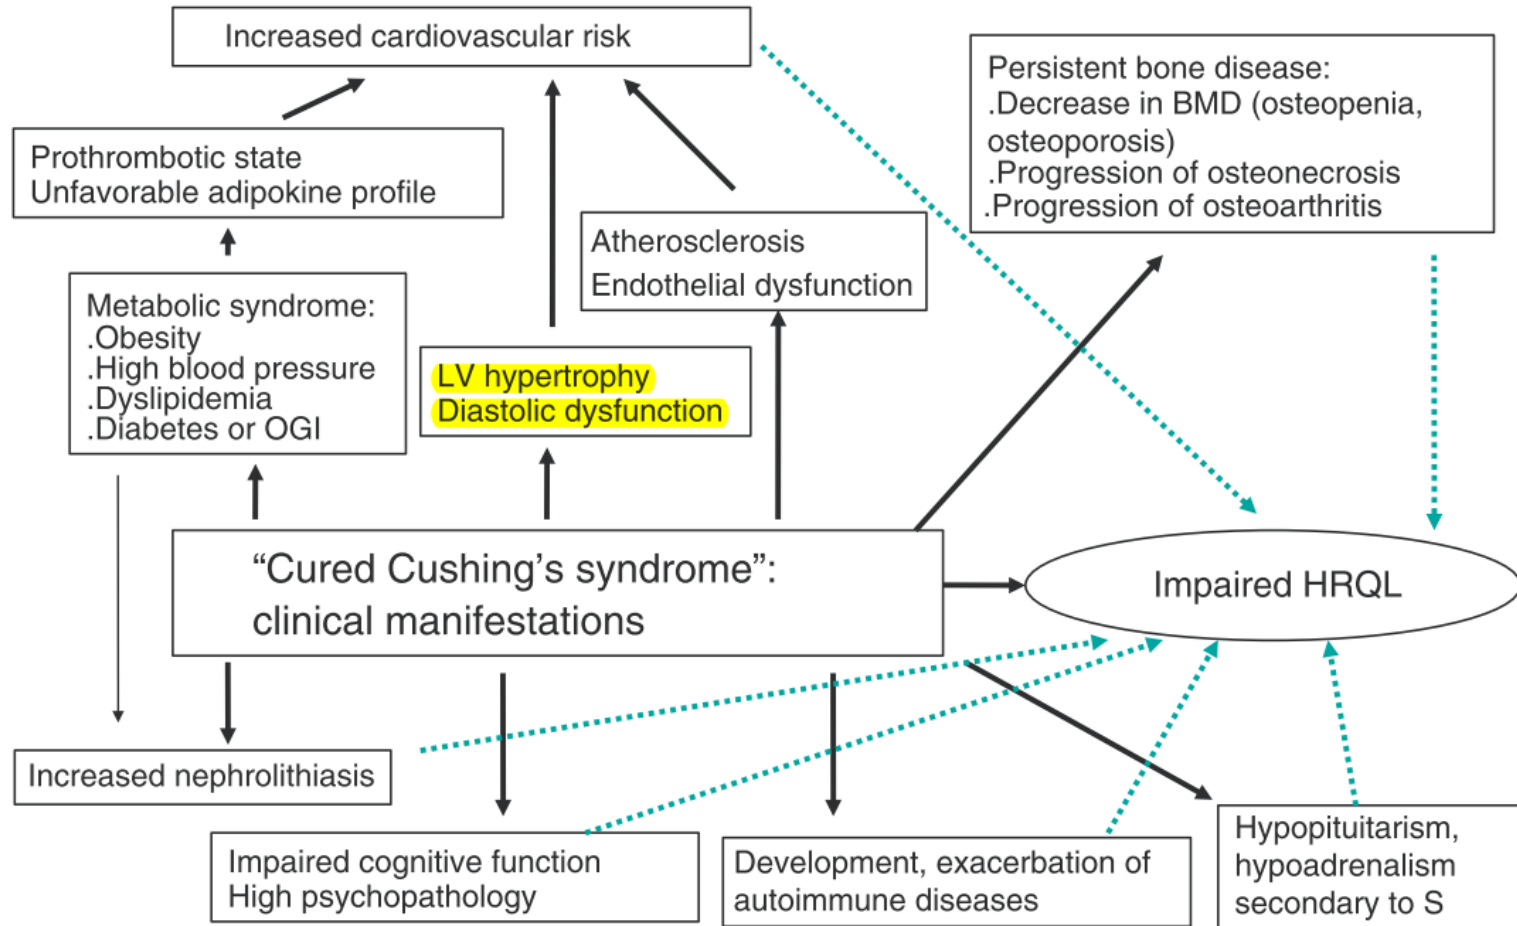 Increased cardiovascular risk
Persistent bone disease:
.Decrease in BMD (osteopenia,
osteoporosis)
.Progression of osteonecrosis
.Progression of osteoarthritis
Prothrombotic state
Unfavorable adipokine profile
Atherosclerosis
Endothelial dysfunction
Metabolic syndrome:
.Obesity
.High blood pressure
.Dyslipidemia
.Diabetes or OGI
LV hypertrophy
Diastolic dysfunction
“Cured Cushing’s syndrome”:
clinical manifestations
Impaired HRQL
Increased nephrolithiasis
Impaired cognitive function
High psychopathology
Development, exacerbation of
autoimmune diseases
Hypopituitarism,
hypoadrenalism
secondary to S